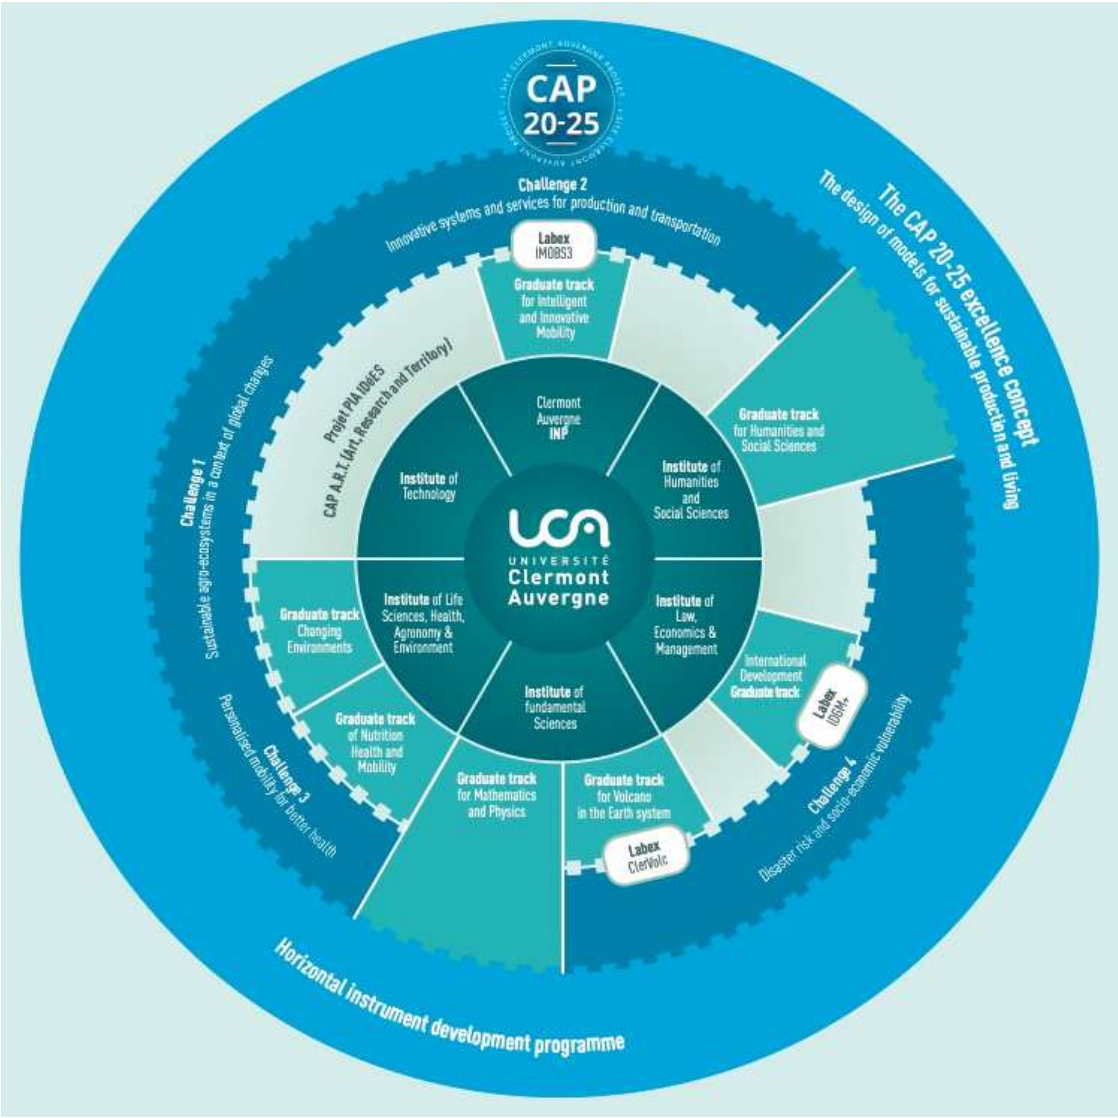 I-SITE CLERMONT AUVERGNE PROJECT
CAP
20-25
The CAP 20-25 excellence concept
The design of models for sustainable production and living
Challenge 2
Innovative systems and services for production and transportation
Labex
IMOBS3
Graduate track
for Intelligent
and Innovative
Mobility
Projet PIA IDéES
CAP A.R.T. (Art, Research and Territory)
Challenge 1
Sustainable agro-ecosystems in a context of global changes
Graduate track
for Humanities and
Social Sciences
Clermont
Auvergne
INP
Institute of
Technology
Institute of
Humanities
and
Social Sciences
UCA
UNIVERSITÉ
Clermont
Auvergne
Institute of Life
Sciences, Health,
Agronomy &
Environment
Institute of
Law,
Economics &
Management
Institute of
fundamental
Sciences
Graduate track
Changing
Environments
Graduate track
of Nutrition
Health and
Mobility
Graduate track
for Mathematics
and Physics
Graduate track
for Volcano
in the Earth system
Labex
ClerVolc
International
Development
Graduate track
Labex
IDGM+
Challenge 3
Personalised mobility for better health
Challenge 4
Disaster risk and socio-economic vulnerability
Horizontal instrument development programme